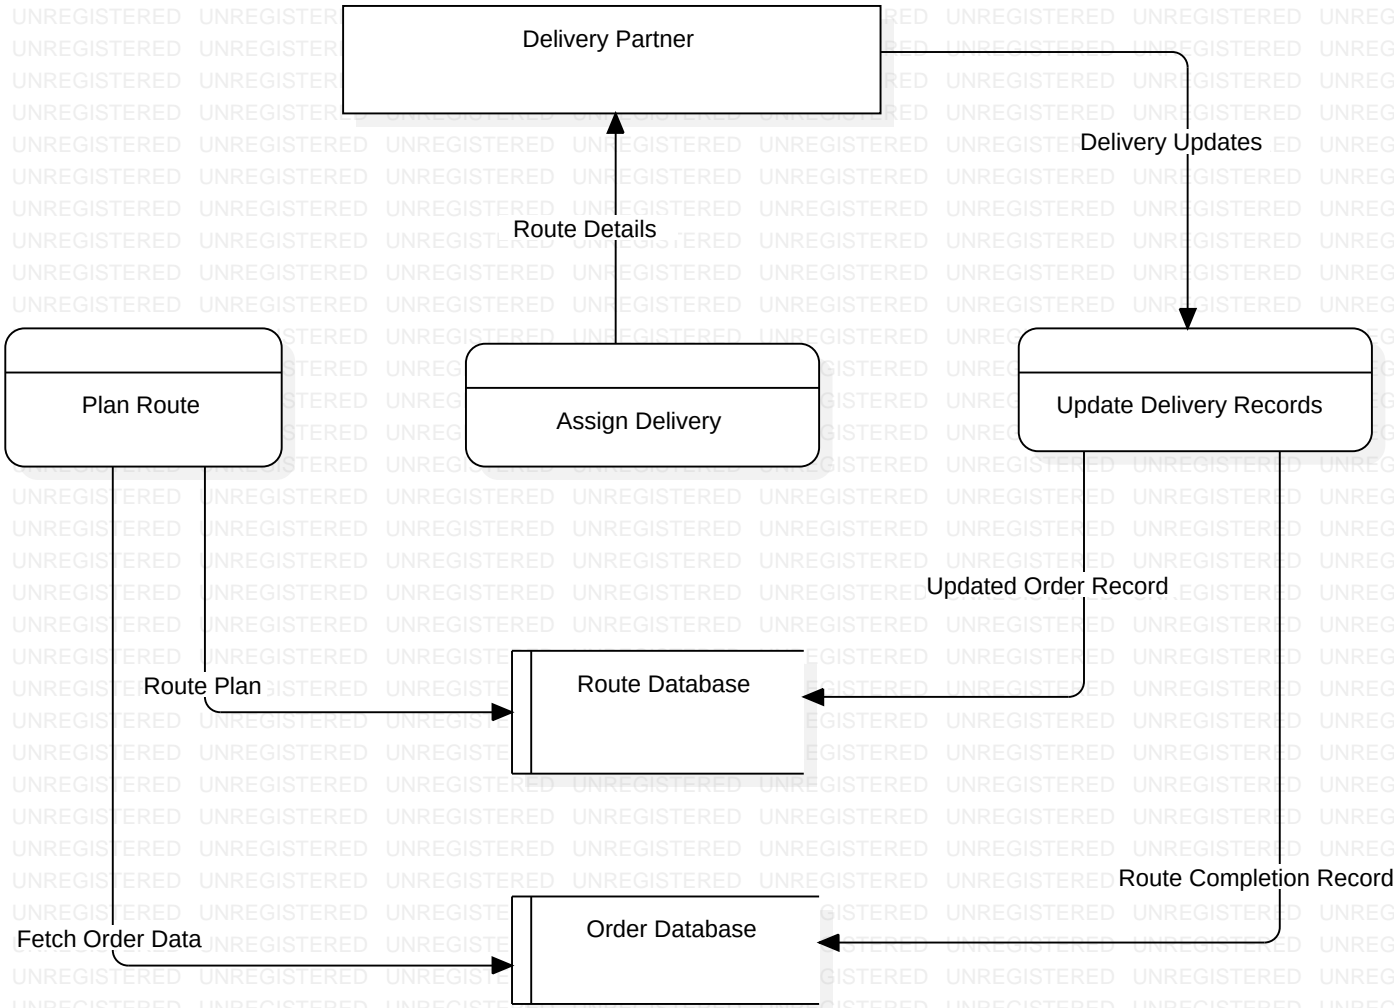 Delivery Partner
Delivery Updates
Route Details
Plan Route
Assign Delivery
Update Delivery Records
Updated Order Record
Route Plan
Route Database
Route Completion Record
Order Database
Fetch Order Data
UNREGISTERED